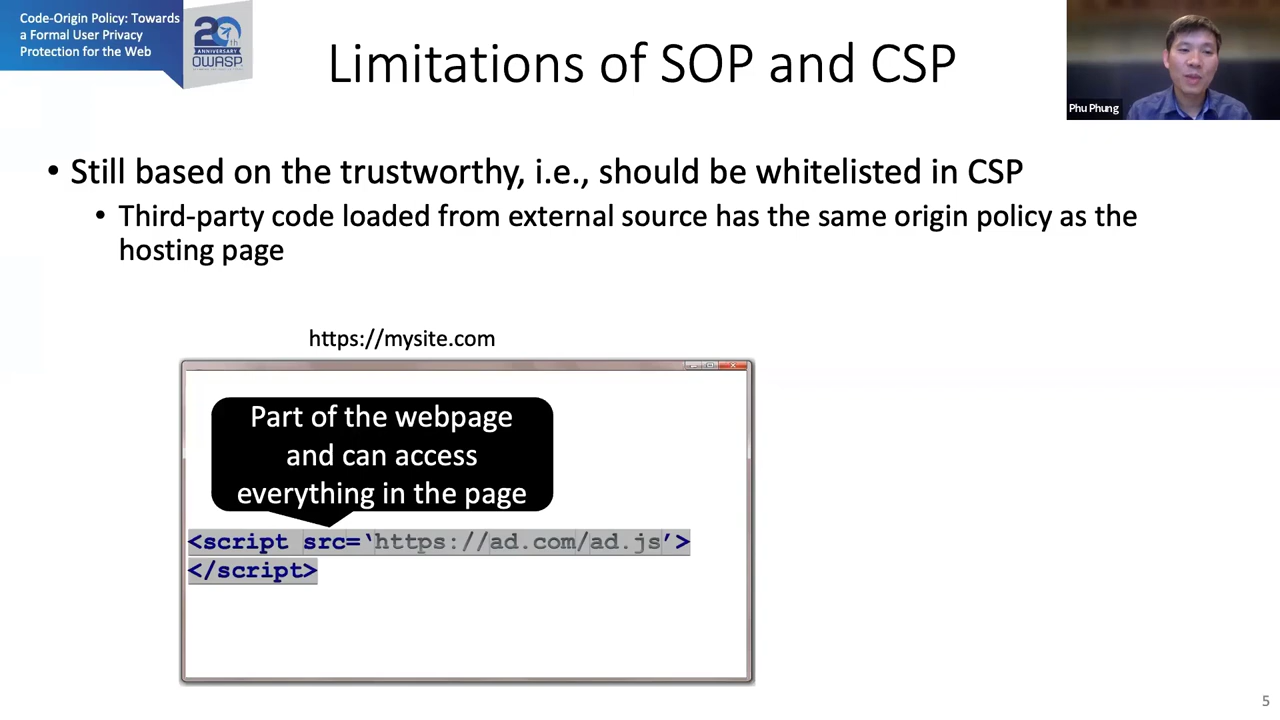 Code-Origin Policy: Towards
a Formal User Privacy
Protection for the Web
20th
ANNIVERSARY
OWASP
Limitations of SOP and CSP
Phu Phung
• Still based on the trustworthy, i.e., should be whitelisted in CSP
• Third-party code loaded from external source has the same origin policy as the
hosting page
https://mysite.com
Part of the webpage
and can access
everything in the page
<script src=‘https://ad.com/ad.js’>
</script>
5